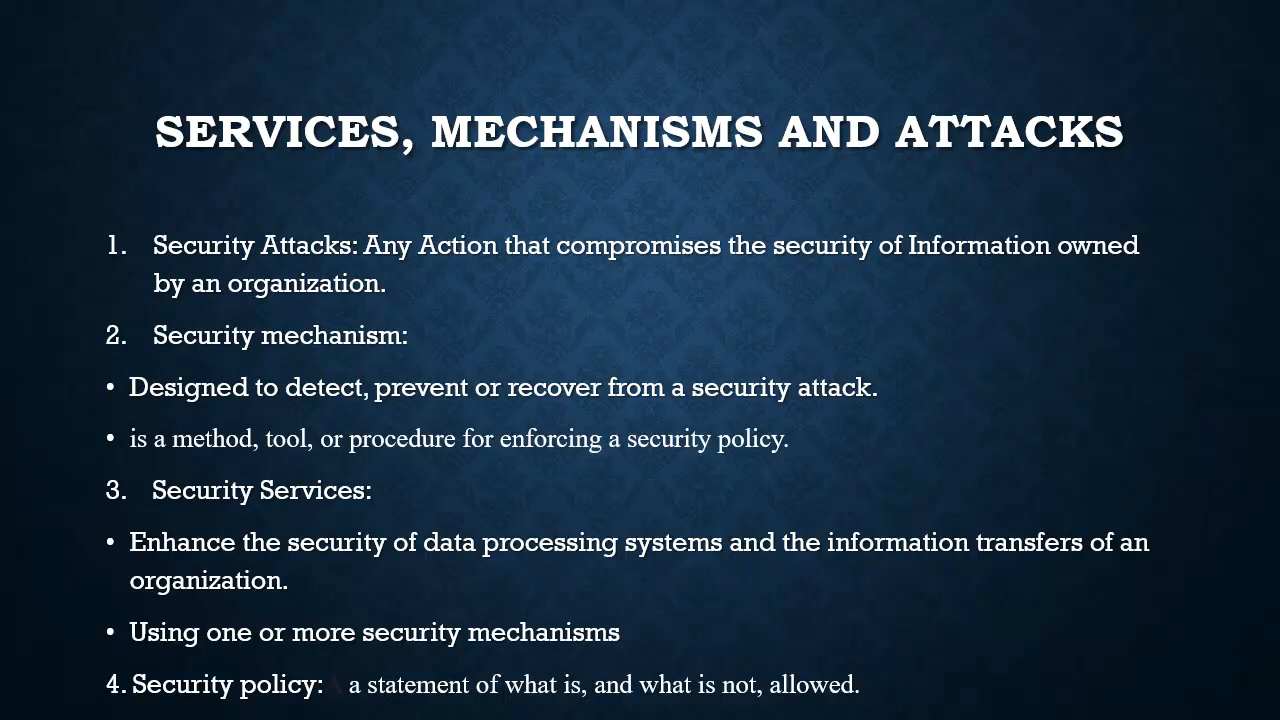 SERVICES, MECHANISMS AND ATTACKS
1. Security Attacks: Any Action that compromises the security of Information owned
by an organization.
2. Security mechanism:
• Designed to detect, prevent or recover from a security attack.
• is a method, tool, or procedure for enforcing a security policy.
3. Security Services:
• Enhance the security of data processing systems and the information transfers of an
organization.
• Using one or more security mechanisms
4. Security policy: A a statement of what is, and what is not, allowed.